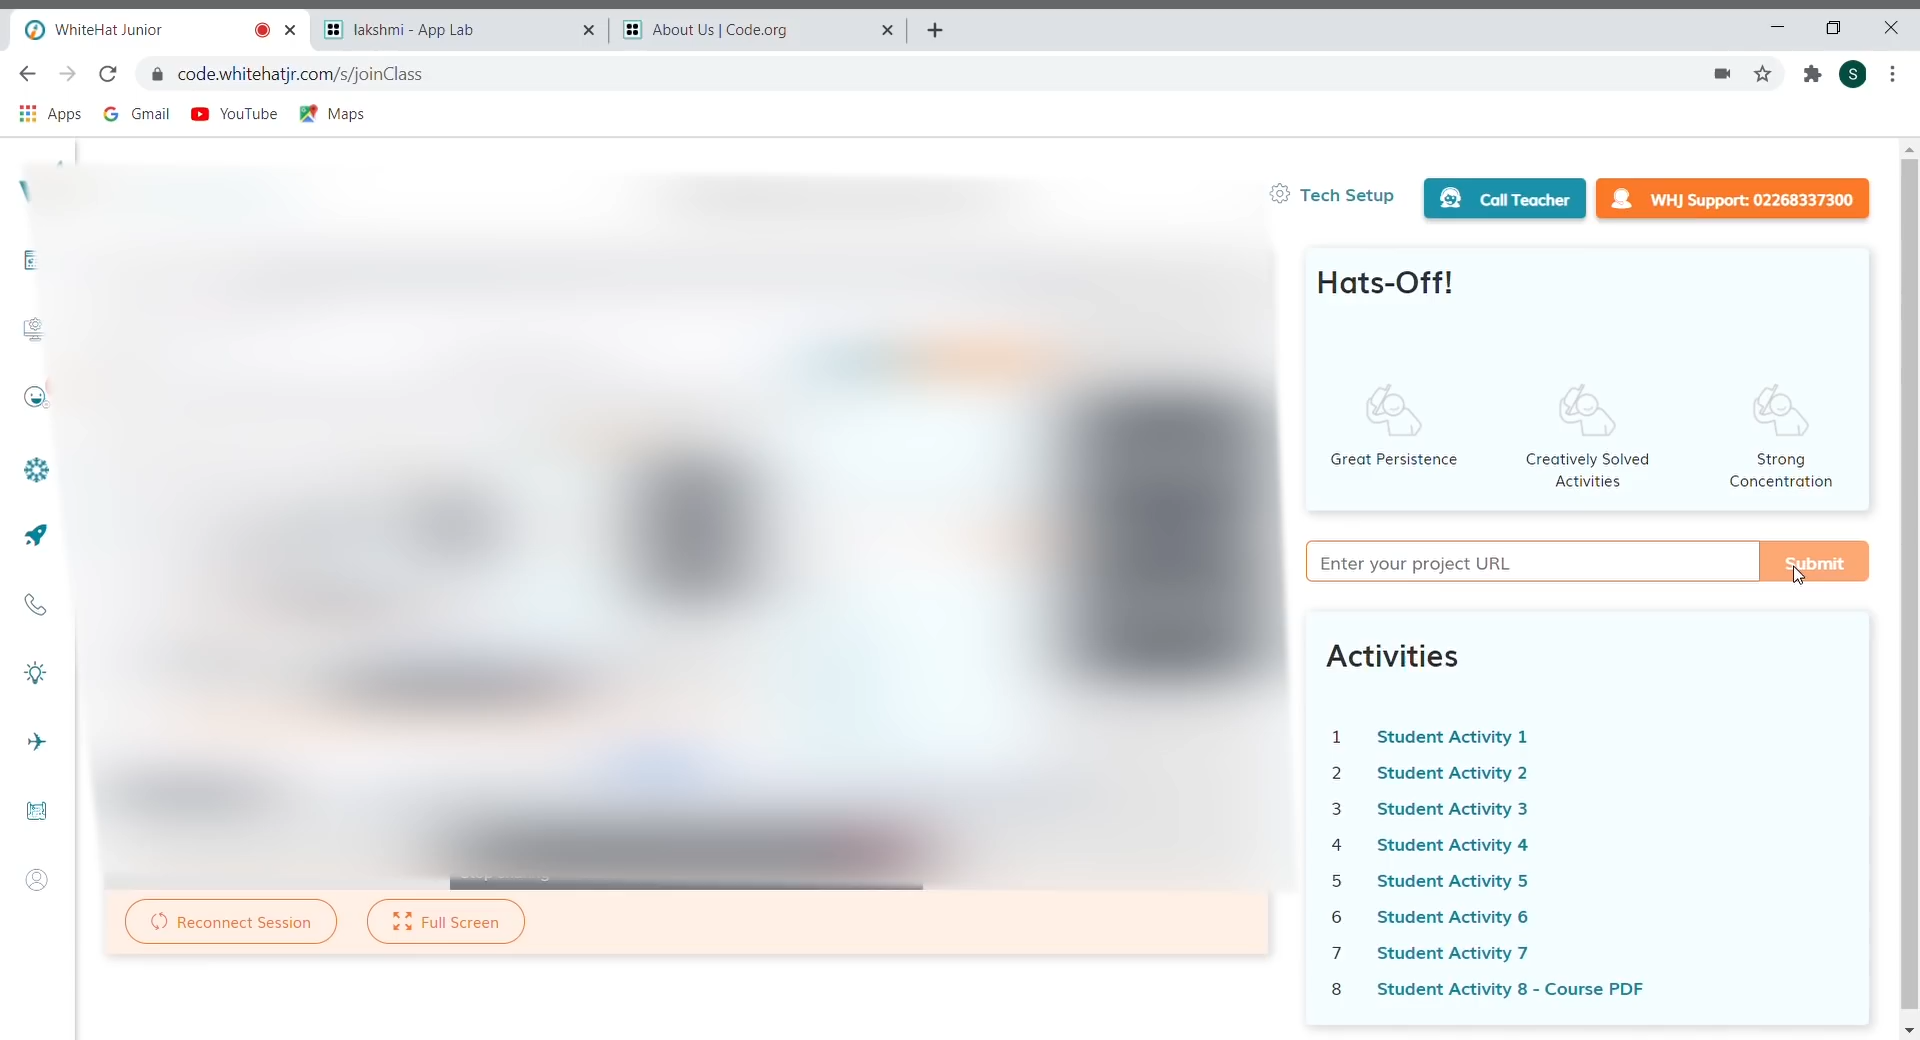 WhiteHat Junior
lakshmi - App Lab
About Us | Code.org
code.whitehatjr.com/s/joinClass
S
Apps
Gmail
YouTube
Maps
Tech Setup
Call Teacher
WHJ Support: 02268337300
Hats-Off!
Great Persistence
Creatively Solved
Activities
Strong
Concentration
Enter your project URL
Submit
Activities
1 Student Activity 1
2 Student Activity 2
3 Student Activity 3
4 Student Activity 4
5 Student Activity 5
6 Student Activity 6
7 Student Activity 7
8 Student Activity 8 - Course PDF
Reconnect Session
Full Screen